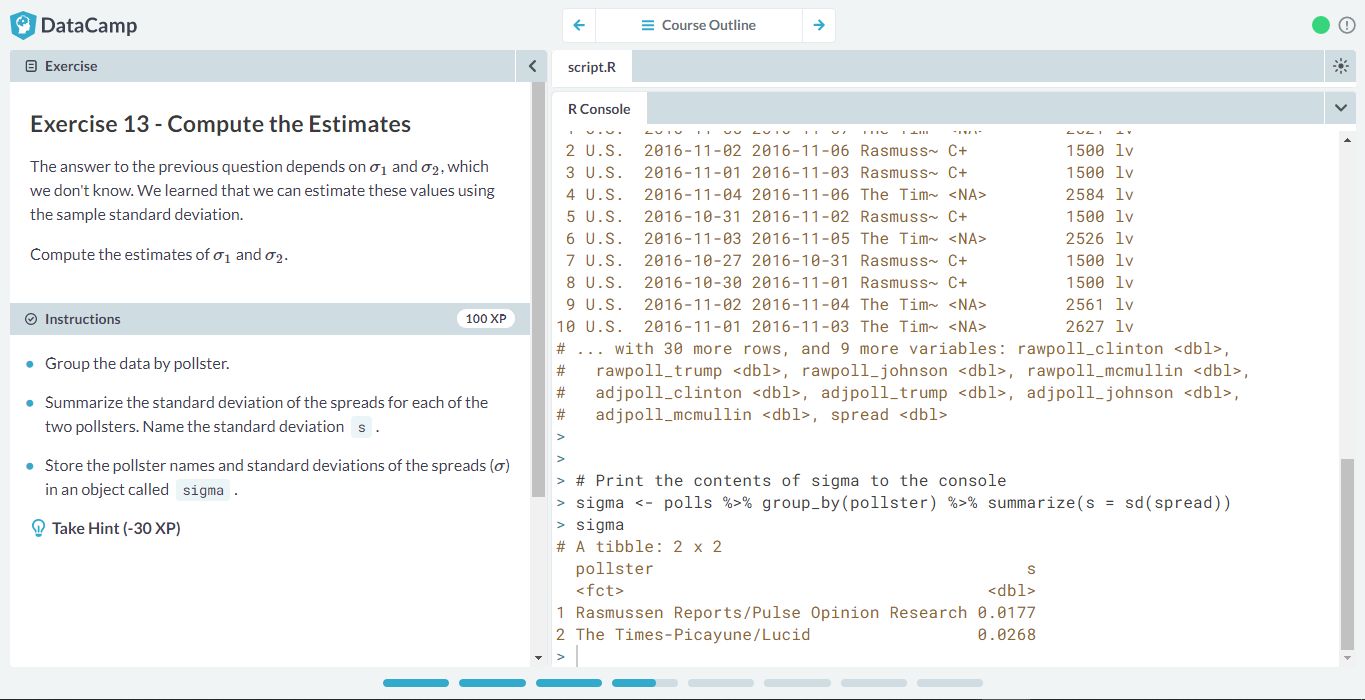 DataCamp
Course Outline
Exercise
Exercise 13 - Compute the Estimates
The answer to the previous question depends on σ1 and σ2, which
we don't know. We learned that we can estimate these values using
the sample standard deviation.
Compute the estimates of σ1 and σ2.
Instructions
100 XP
Group the data by pollster.
Summarize the standard deviation of the spreads for each of the
two pollsters. Name the standard deviation s .
Store the pollster names and standard deviations of the spreads (σ)
in an object called sigma .
Take Hint (-30 XP)
script.R
R Console
2 U.S. 2016-11-02 2016-11-06 Rasmuss~ C+ 1500 lv
3 U.S. 2016-11-01 2016-11-03 Rasmuss~ C+ 1500 lv
4 U.S. 2016-11-04 2016-11-06 The Tim~ <NA> 2584 lv
5 U.S. 2016-10-31 2016-11-02 Rasmuss~ C+ 1500 lv
6 U.S. 2016-11-03 2016-11-05 The Tim~ <NA> 2526 lv
7 U.S. 2016-10-27 2016-10-31 Rasmuss~ C+ 1500 lv
8 U.S. 2016-10-30 2016-11-01 Rasmuss~ C+ 1500 lv
9 U.S. 2016-11-02 2016-11-04 The Tim~ <NA> 2561 lv
10 U.S. 2016-11-01 2016-11-03 The Tim~ <NA> 2627 lv
# ... with 30 more rows, and 9 more variables: rawpoll_clinton <dbl>,
# rawpoll_trump <dbl>, rawpoll_johnson <dbl>, rawpoll_mcmullin <dbl>,
# adjpoll_clinton <dbl>, adjpoll_trump <dbl>, adjpoll_johnson <dbl>,
# adjpoll_mcmullin <dbl>, spread <dbl>
>
>
> # Print the contents of sigma to the console
> sigma <- polls %>% group_by(pollster) %>% summarize(s = sd(spread))
> sigma
# A tibble: 2 x 2
pollster s
<fct> <dbl>
1 Rasmussen Reports/Pulse Opinion Research 0.0177
2 The Times-Picayune/Lucid 0.0268
>